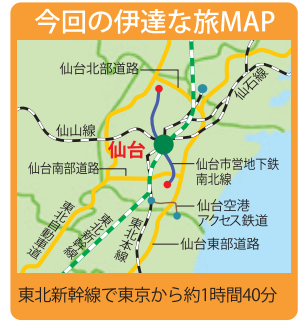 今回の伊達な旅MAP
仙台北部道路
仙石線
仙山線
仙台
仙台市営地下鉄
南北線
仙台南部道路
仙台空港
アクセス鉄道
東北自動車道
東北新幹線
東北本線
仙台東部道路
東北新幹線で東京から約1時間40分